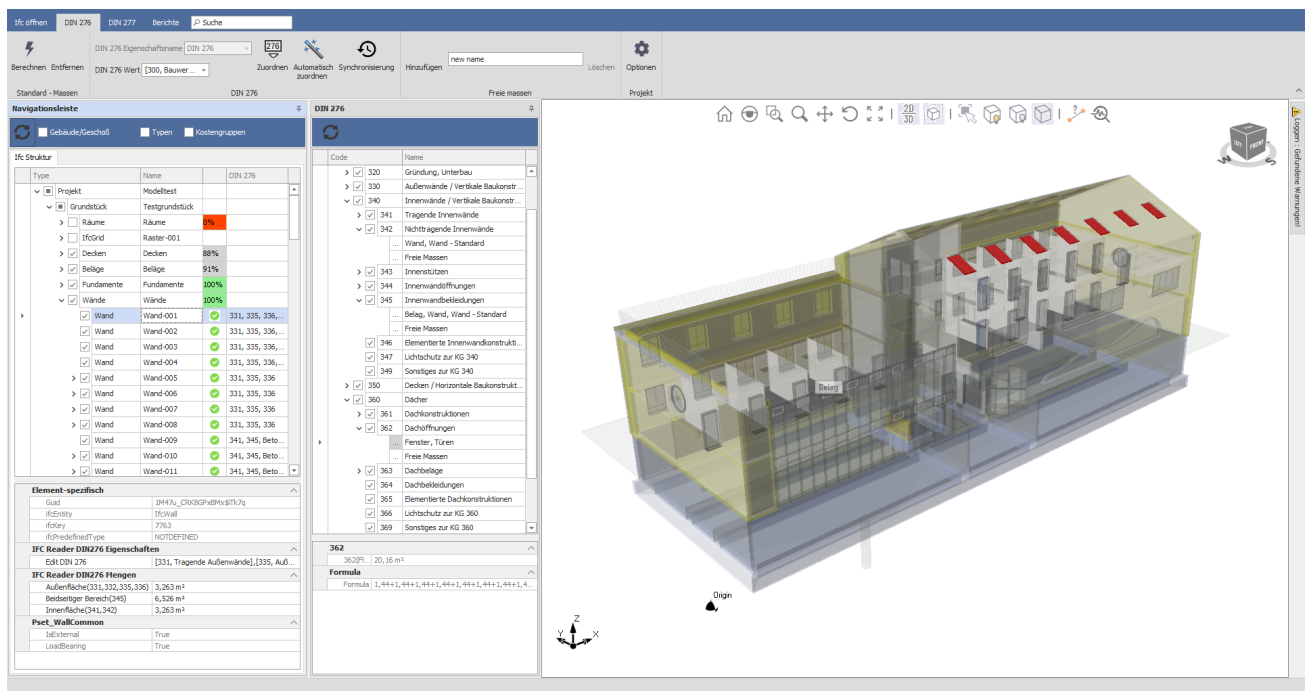 Ifc öffnen DIN 276 DIN 277 Berichte Suche
DIN 276 Eigenschaftsname DIN 276
Berechnen Entfernen DIN 276 Wert [300, Bauwer... 276 Zuordnen Automatisch zuordnen Synchronisierung Hinzufügen new name Löschen Optionen
Standard - Massen DIN 276 Freie massen Projekt
Navigationsleiste
Gebäude/Geschoß Typen Kostengruppen
Ifc Struktur
Type Name DIN 276
Projekt Modelltest
Grundstück Testgrundstück
Räume Räume 0%
IfcGrid Raster-001
Decken Decken 88%
Beläge Beläge 91%
Fundamente Fundamente 100%
Wände Wände 100%
Wand Wand-001 331, 335, 336,...
Wand Wand-002 331, 335, 336,...
Wand Wand-003 331, 335, 336,...
Wand Wand-004 331, 335, 336,...
Wand Wand-005 331, 335, 336
Wand Wand-006 331, 335, 336
Wand Wand-007 331, 335, 336
Wand Wand-008 331, 335, 336
Wand Wand-009 341, 345, Beto...
Wand Wand-010 341, 345, Beto...
Wand Wand-011 341, 345, Beto...
Element-spezifisch
Guid
ifcEntity IfcWall
ifcKey 7763
ifcPredefinedType NOTDEFINED
IFC Reader DIN276 Eigenschaften
Edit DIN 276 [331, Tragende Außenwände],[335, Auß...
IFC Reader DIN276 Mengen
Außenfläche(331,332,335,336) 3,263 m²
Beidseitiger Bereich(345) 6,526 m²
Innenfläche(341,342) 3,263 m²
Pset_WallCommon
IsExternal True
LoadBearing True
DIN 276
Code Name
320 Gründung, Unterbau
330 Außenwände / Vertikale Baukonstr...
340 Innenwände / Vertikale Baukonstr...
341 Tragende Innenwände
342 Nichttragende Innenwände
... Wand, Wand - Standard
... Freie Massen
343 Innenstützen
344 Innenwandöffnungen
345 Innenwandbekleidungen
... Belag, Wand, Wand - Standard
... Freie Massen
346 Elementierte Innenwandkonstrukti...
347 Lichtschutz zur KG 340
349 Sonstiges zur KG 340
350 Decken / Horizontale Baukonstrukt...
360 Dächer
361 Dachkonstruktionen
362 Dachöffnungen
... Fenster, Türen
... Freie Massen
363 Dachbeläge
364 Dachbekleidungen
365 Elementierte Dachkonstruktionen
366 Lichtschutz zur KG 360
369 Sonstiges zur KG 360
362
362(Fl... 20,16 m²
Formula
Formula 1,44+1,44+1,44+1,44+1,44+1,44+1,44+1,4...
2D
3D
?
LEFT FRONT
W S
Belag
Origin
Z
Y X
Loggen : Gefundene Warnungen!